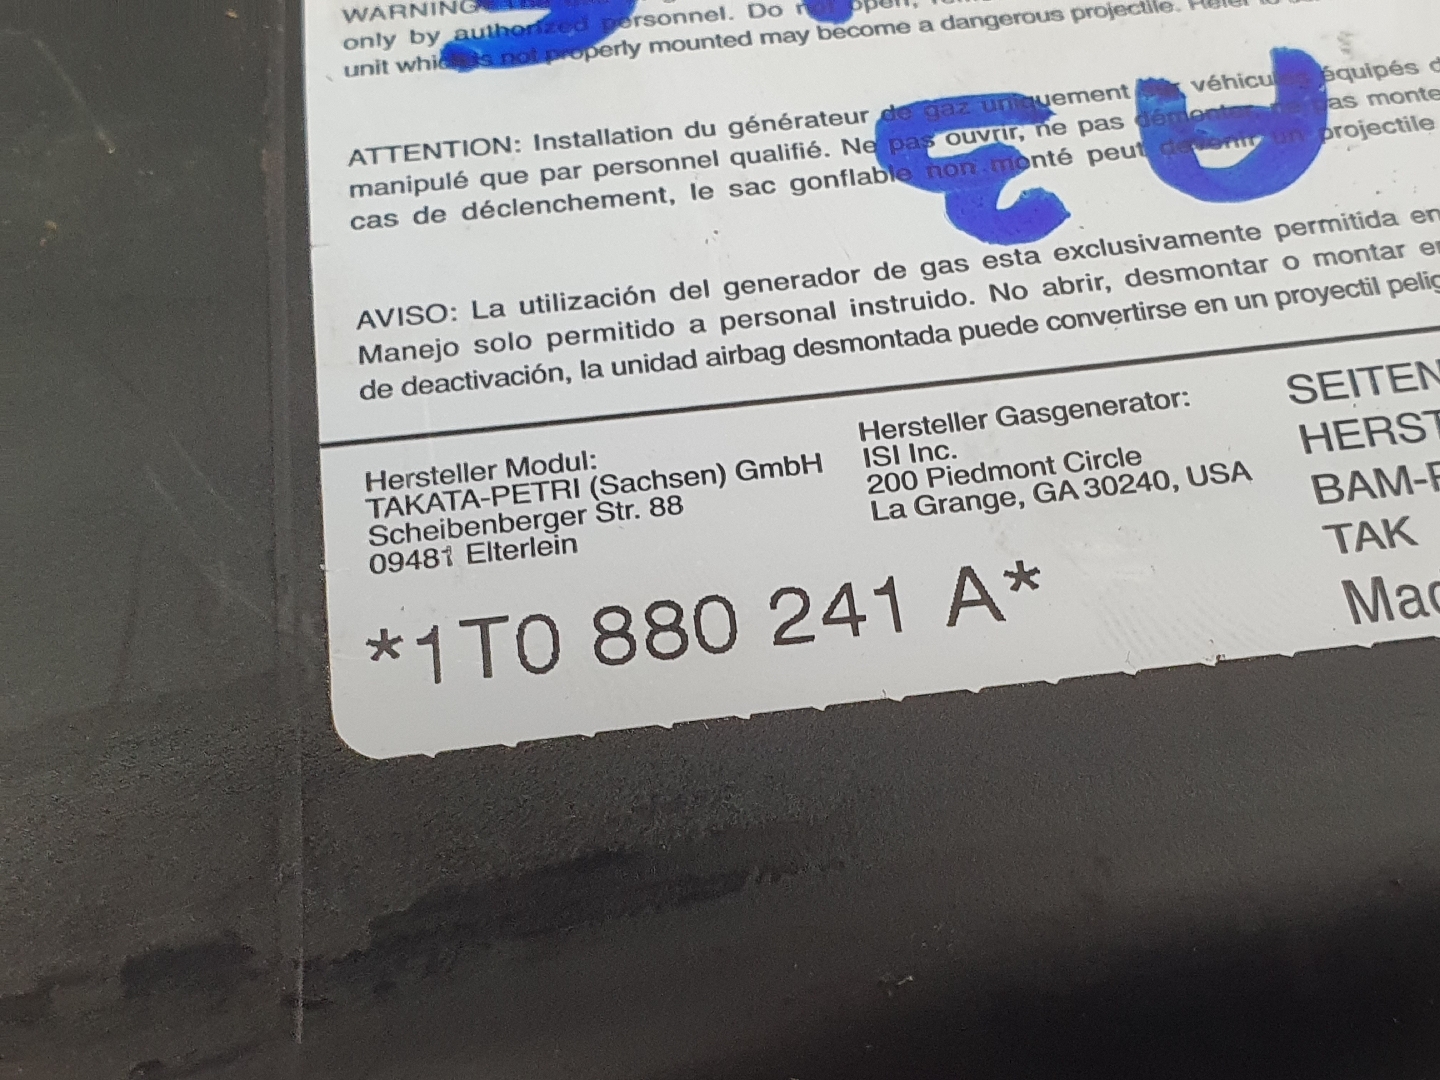 WARNING
only by authorized personnel. Do not open,
unit which is not properly mounted may become a dangerous projectile. Refer to
ATTENTION: Installation du générateur de gaz uniquement sur véhicules équipés
manipulé que par personnel qualifié. Ne pas ouvrir, ne pas démonter, ne pas monte
cas de déclenchement, le sac gonflable non monté peut devenir un projectile
AVISO: La utilización del generador de gas esta exclusivamente permitida en
Manejo solo permitido a personal instruido. No abrir, desmontar o montar
de deactivación, la unidad airbag desmontada puede convertirse en un proyectil pelig
Hersteller Modul:
TAKATA-PETRI (Sachsen) GmbH
Scheibenberger Str. 88
09481 Elterlein
Hersteller Gasgenerator:
ISI Inc.
200 Piedmont Circle
La Grange, GA 30240, USA
SEITEN
HERST
BAM-
TAK
Mad
*1T0 880 241 A*